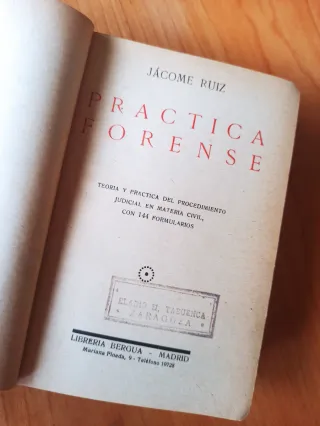 JÁCOME RUIZ
PRACTICA
FORENSE
TEORIA Y PRACTICA DEL PROCEDIMIENTO
JUDICIAL EN MATERIA CIVIL,
CON 144 FORMULARIOS
ZARAGOZA
LIBRERIA BERGUA - MADRID
Mariana Pineda, 9 - Teléfono 19728